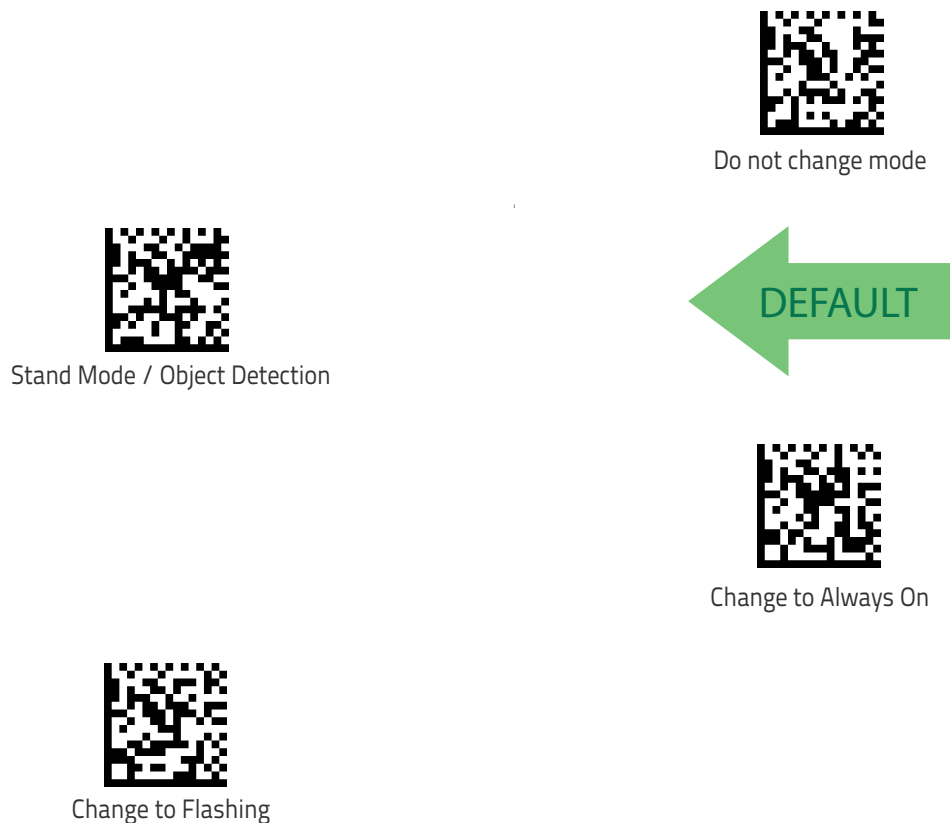 Do not change mode
DEFAULT
Stand Mode / Object Detection
Change to Always On
Change to Flashing